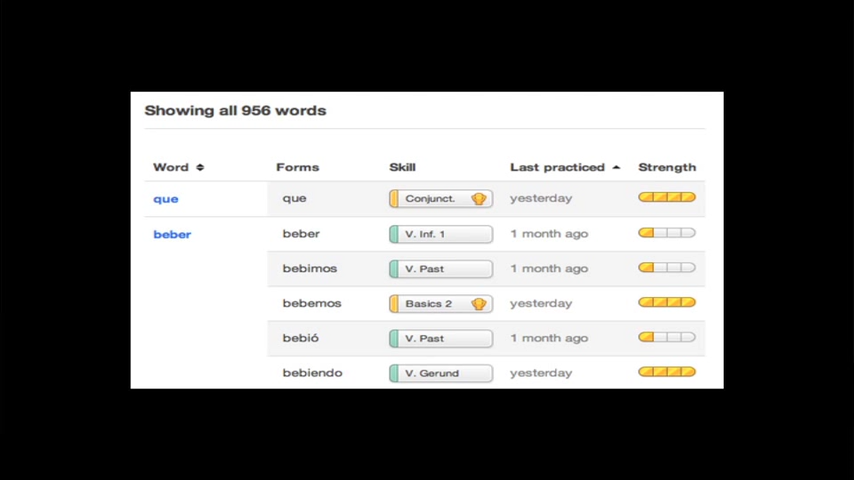 Showing all 956 words
Word Forms Skill Last practiced Strength
que que Conjunct. yesterday
beber beber V. Inf. 1 1 month ago
bebimos V. Past 1 month ago
bebemos Basics 2 yesterday
bebió V. Past 1 month ago
bebiendo V. Gerund yesterday